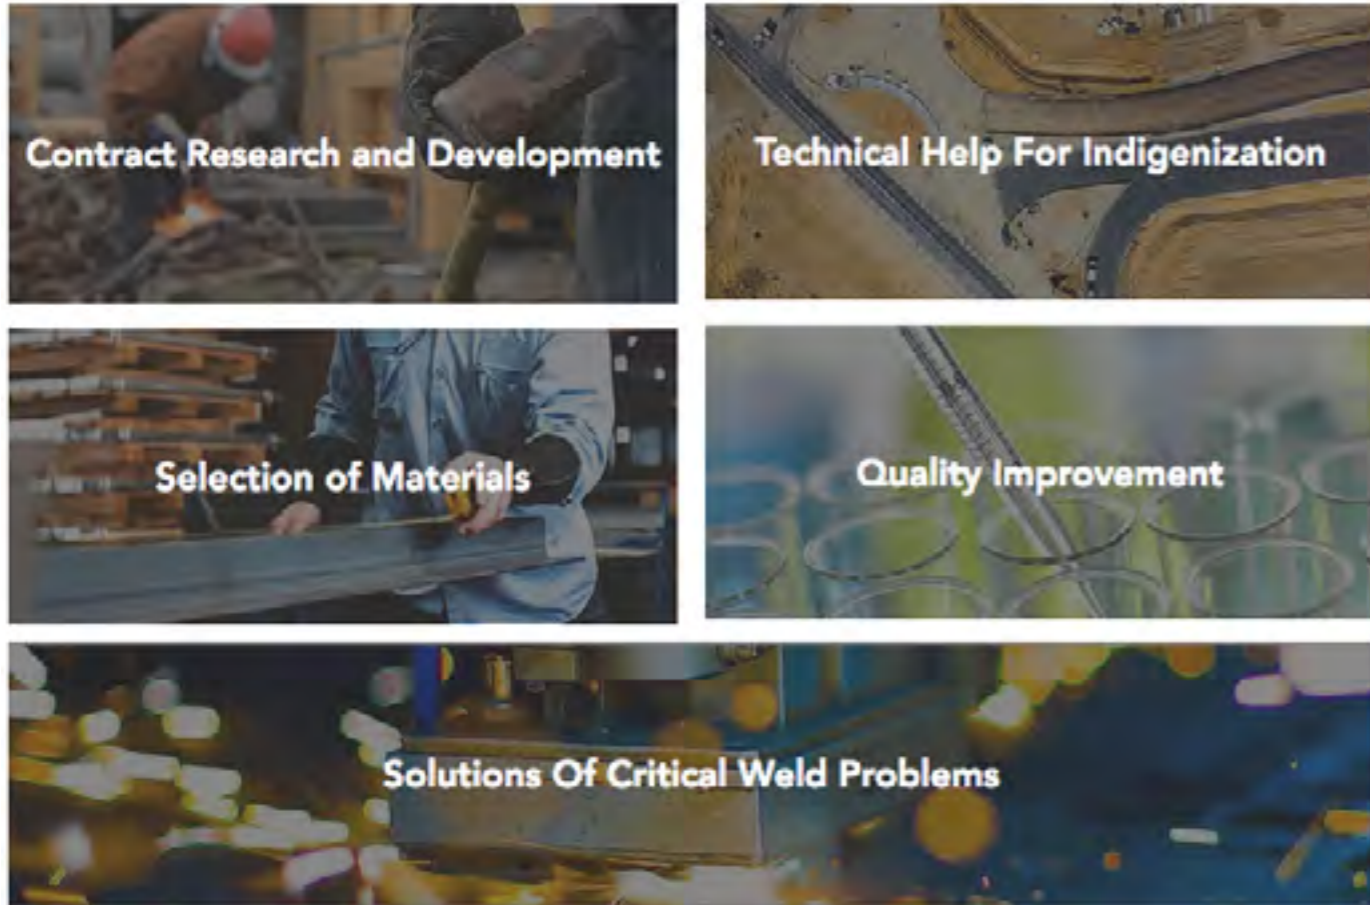 Contract Research and Development
Technical Help For Indigenization
Selection of Materials
Quality Improvement
Solutions Of Critical Weld Problems